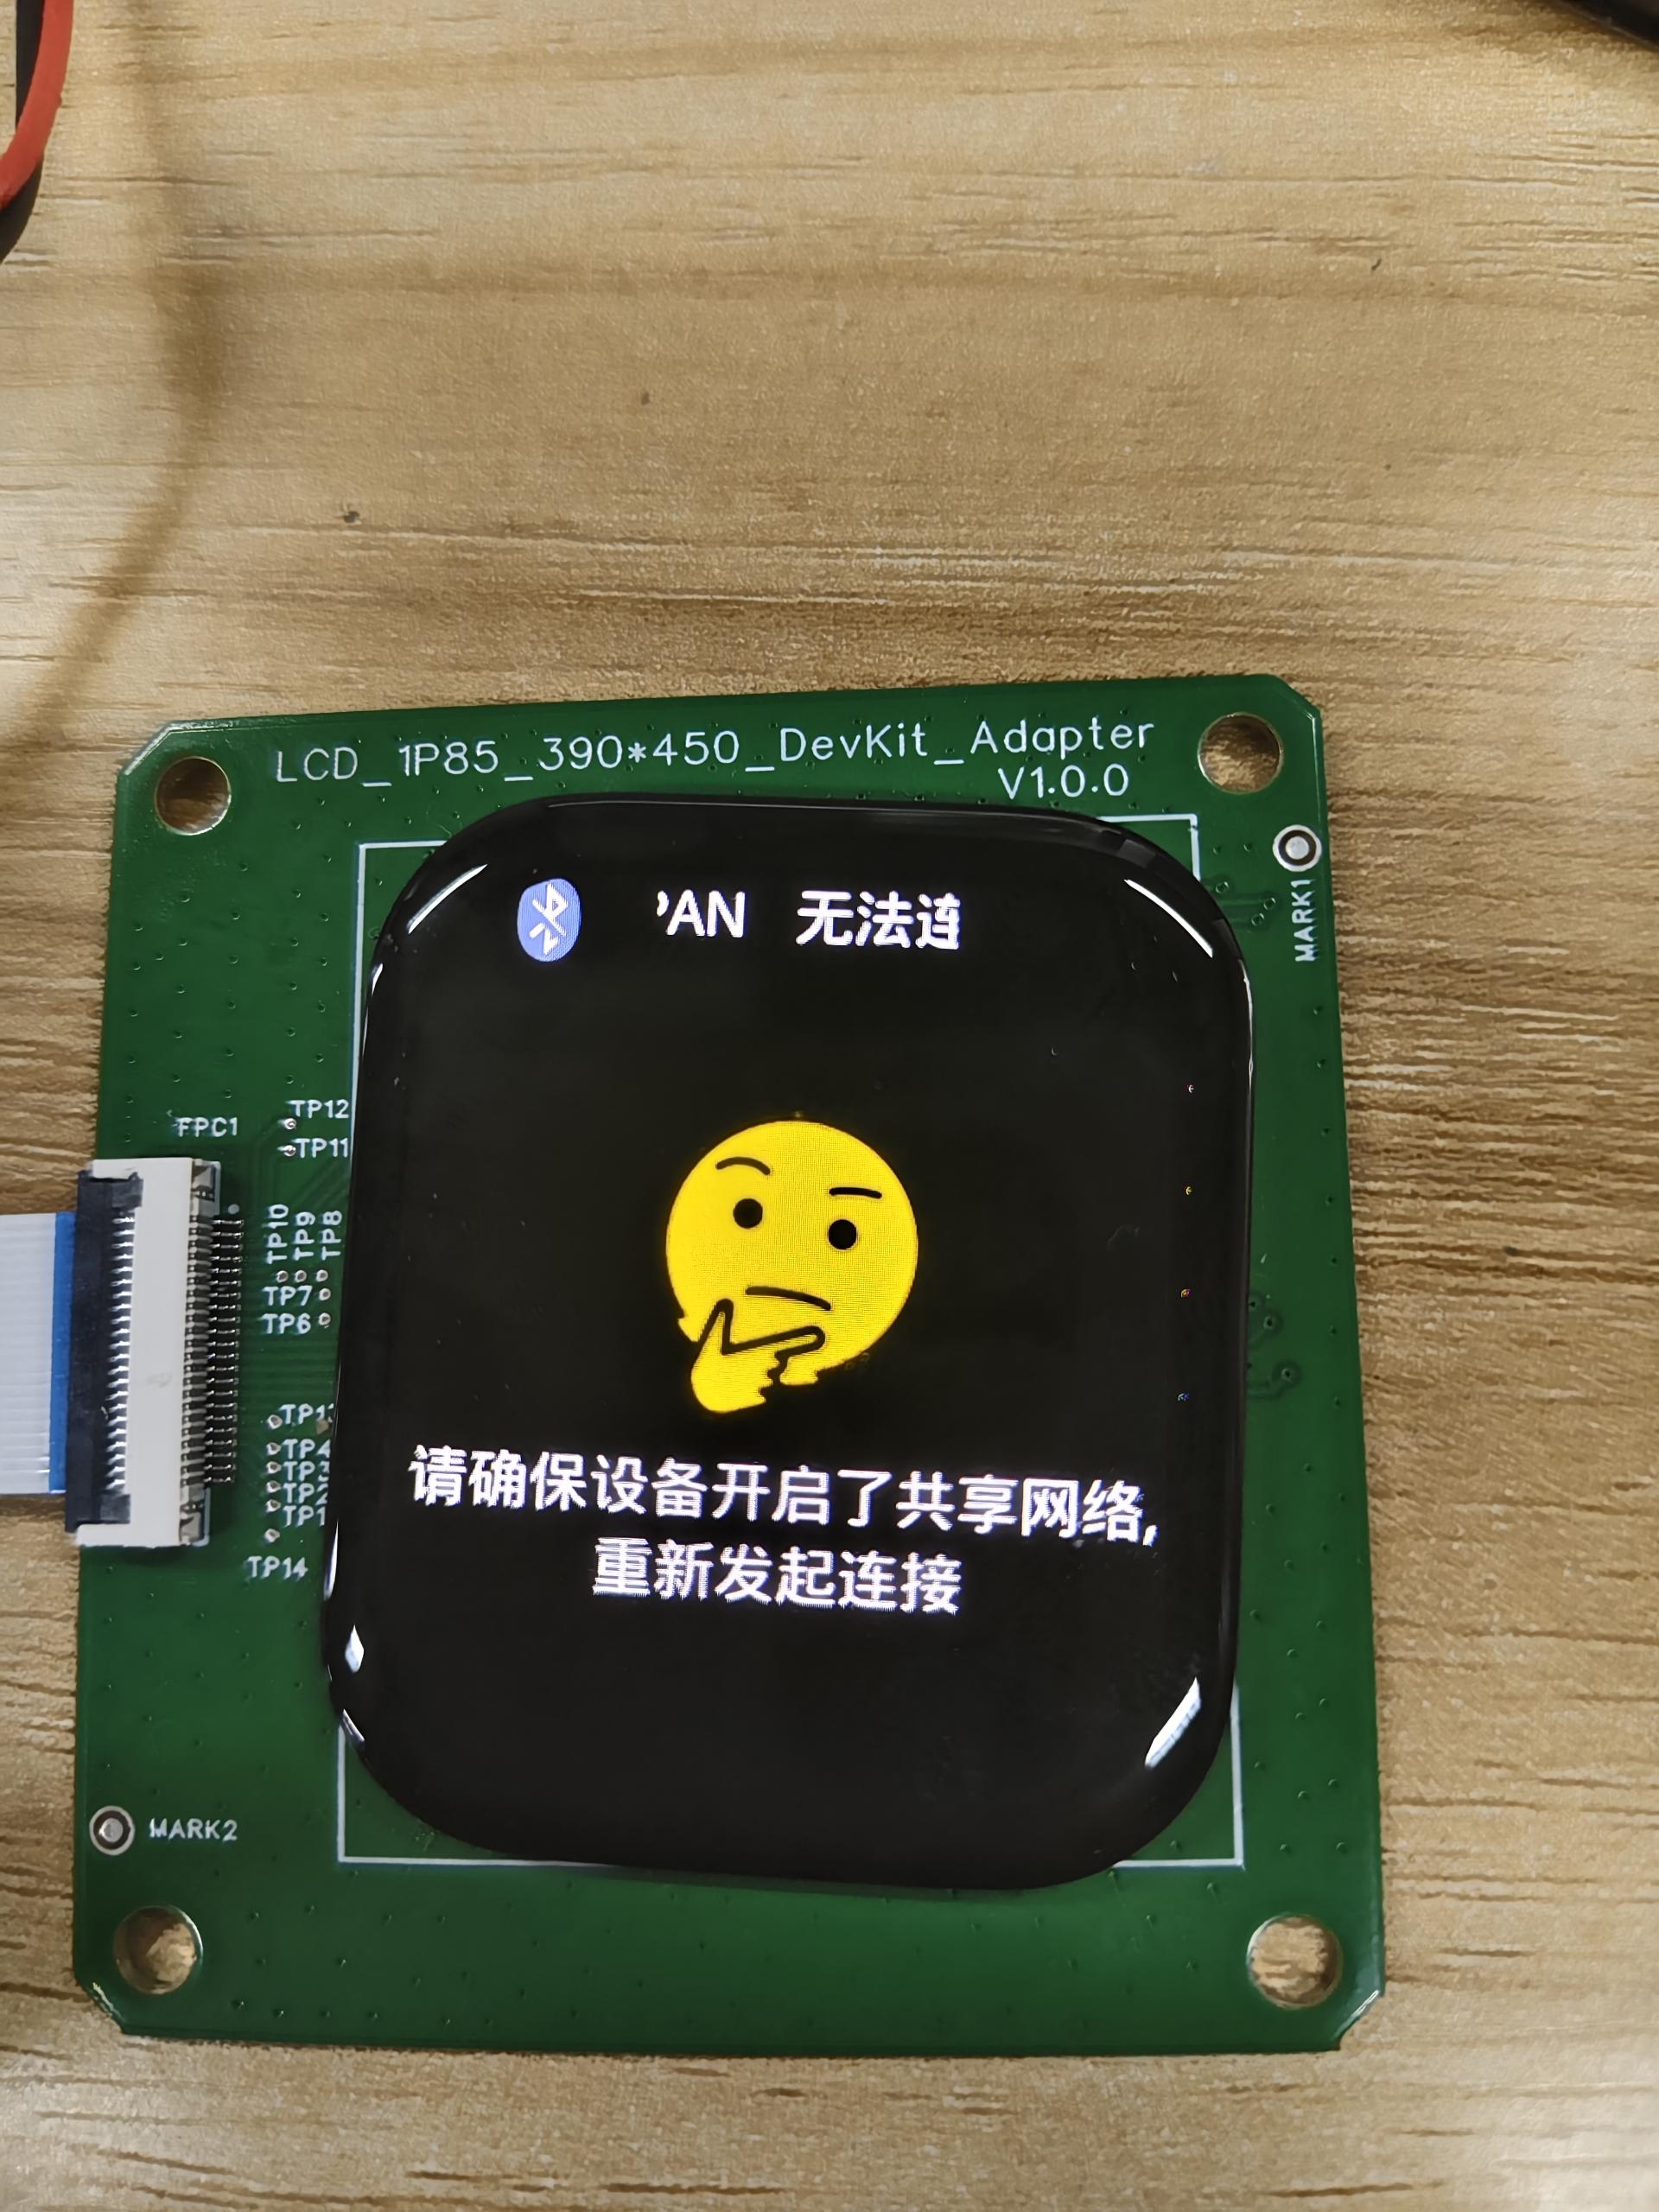 LCD_1P85_390*450_DevKit_Adapter
V1.0.0
MARK1
'AN 无法连
FPC1
TP12
TP11
TP10
TP9
TP8
TP7
TP6
请确保设备开启了共享网络,
重新发起连接
TP4
TP3
TP2
TP1
TP14
MARK2